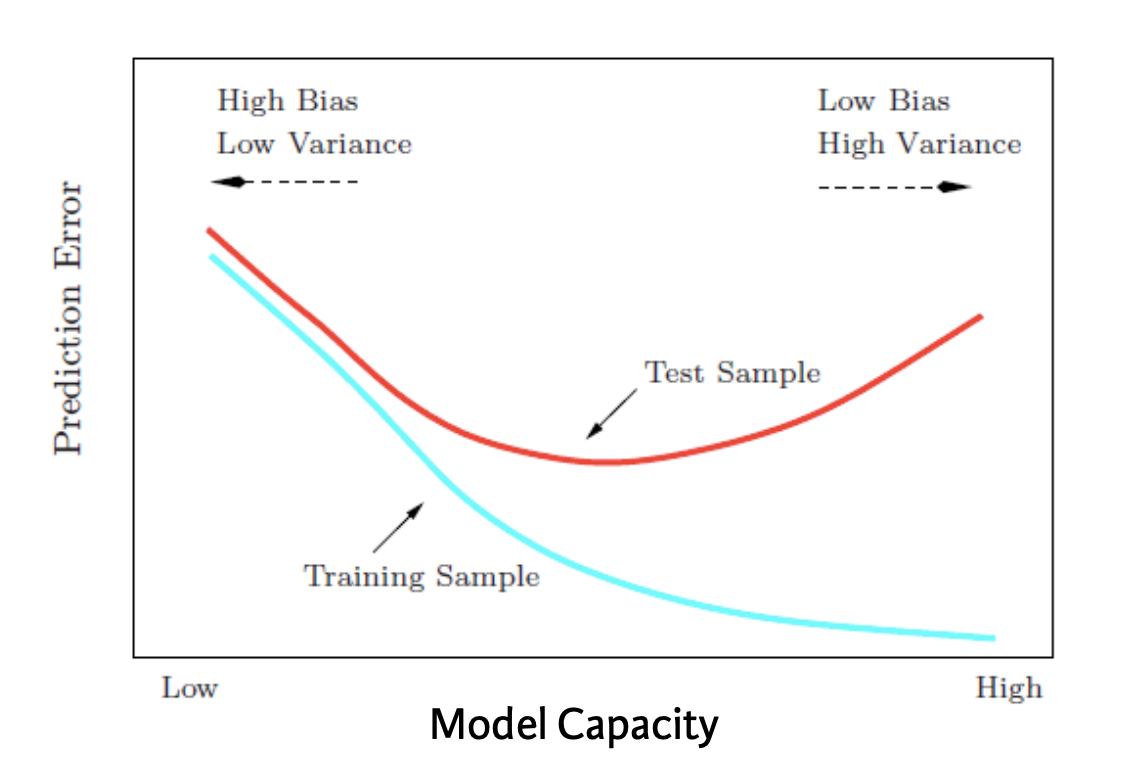 High Bias
Low Variance
Low Bias
High Variance
Prediction Error
Test Sample
Training Sample
Low
High
Model Capacity